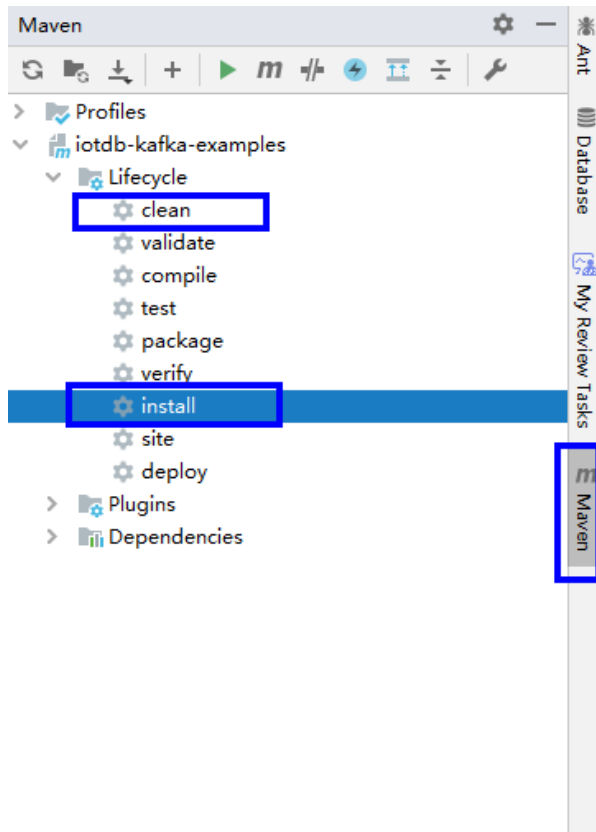 Maven
Profiles
iotdb-kafka-examples
Lifecycle
clean
validate
compile
test
package
verify
install
site
deploy
Plugins
Dependencies
Ant
Database
My Review Tasks
m Maven